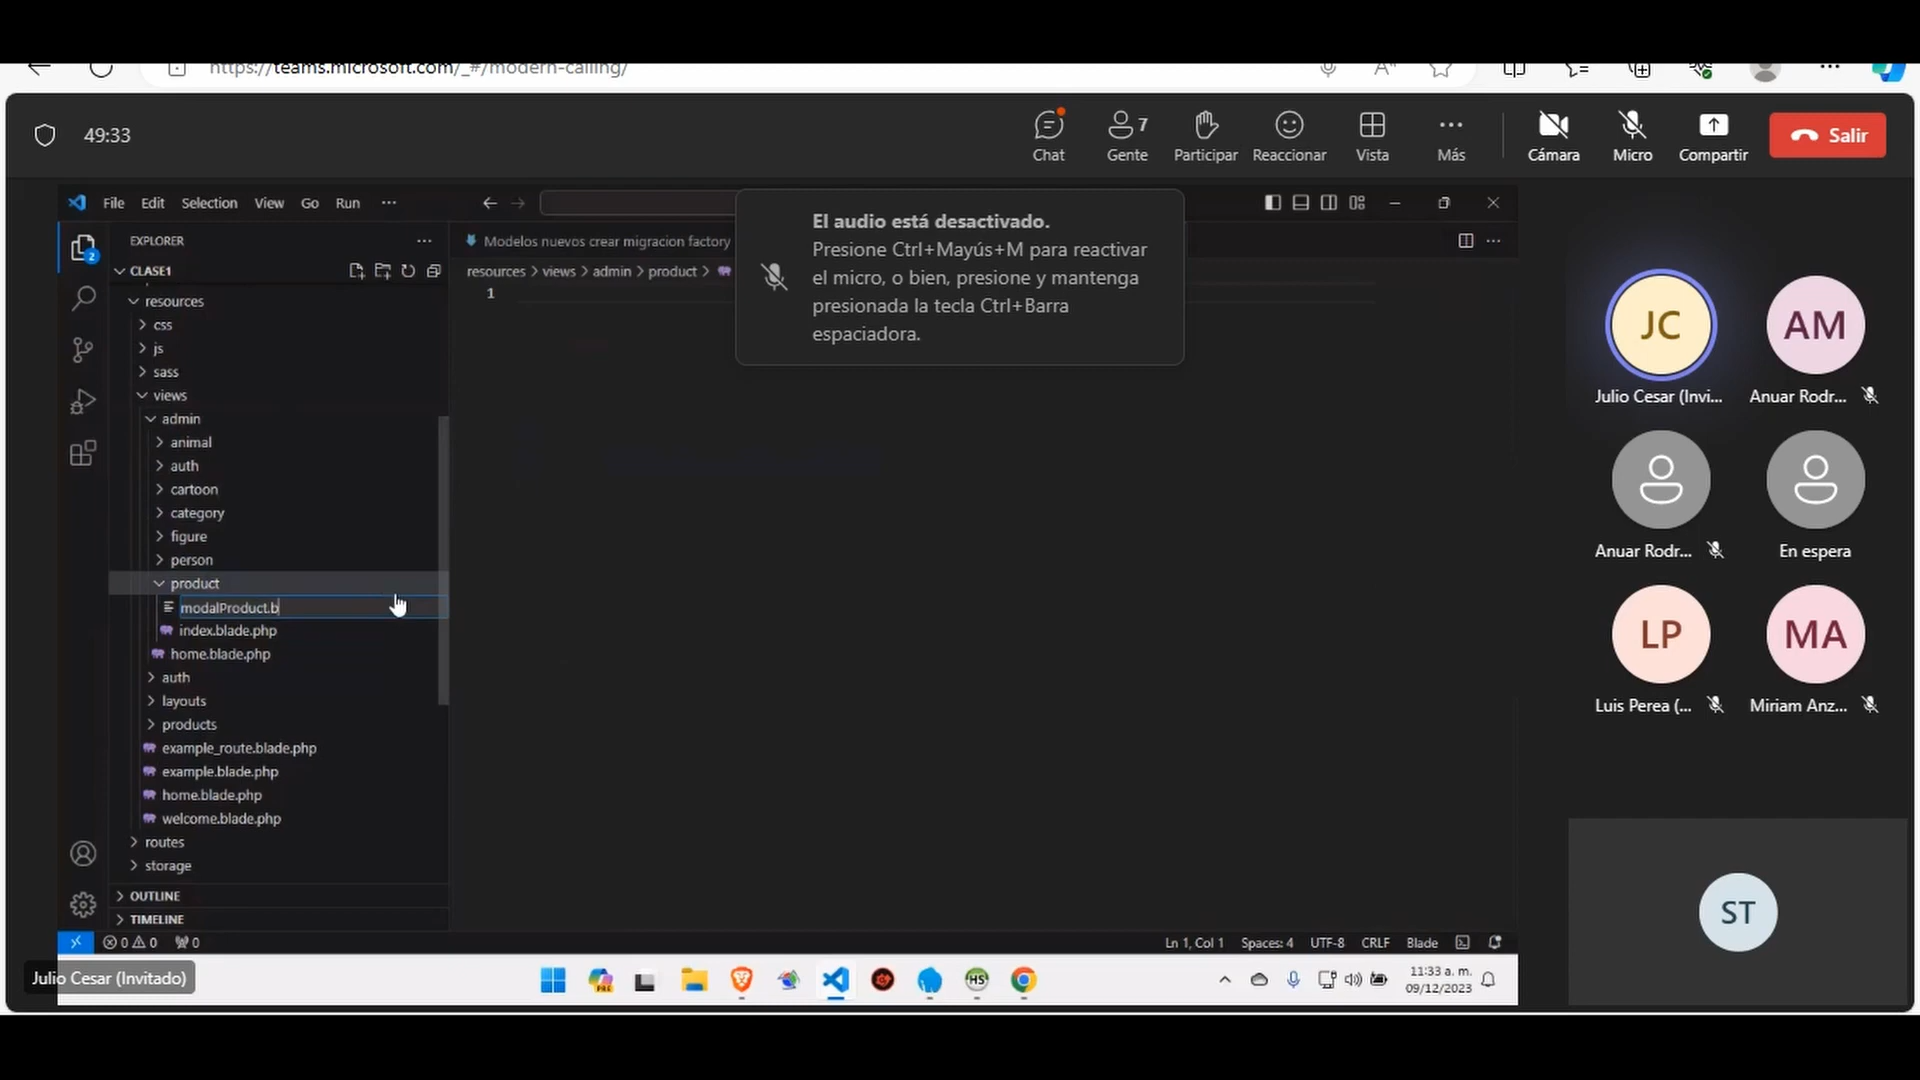 https://teams.microsoft.com/_#/modern-calling/
49:33
Chat
7
Gente
Participar
Reaccionar
Vista
Más
Cámara
Micro
Compartir
Salir
File Edit Selection View Go Run ···
El audio está desactivado.
Presione Ctrl+Mayús+M para reactivar
el micro, o bien, presione y mantenga
presionada la tecla Ctrl+Barra
espaciadora.
EXPLORER
Modelos nuevos crear migracion factory
CLASE1
resources > views > admin > product >
1
resources
css
js
sass
views
admin
animal
auth
cartoon
category
figure
person
product
modalProduct.b
index.blade.php
home.blade.php
auth
layouts
products
example_route.blade.php
example.blade.php
home.blade.php
welcome.blade.php
routes
storage
OUTLINE
TIMELINE
2
0 0 0
Ln 1, Col 1 Spaces: 4 UTF-8 CRLF Blade
Julio Cesar (Invitado)
PRE
HS
11:33 a. m.
09/12/2023
JC
Julio Cesar (Invi...
AM
Anuar Rodr...
Anuar Rodr...
En espera
LP
Luis Perea (...
MA
Miriam Anz...
ST